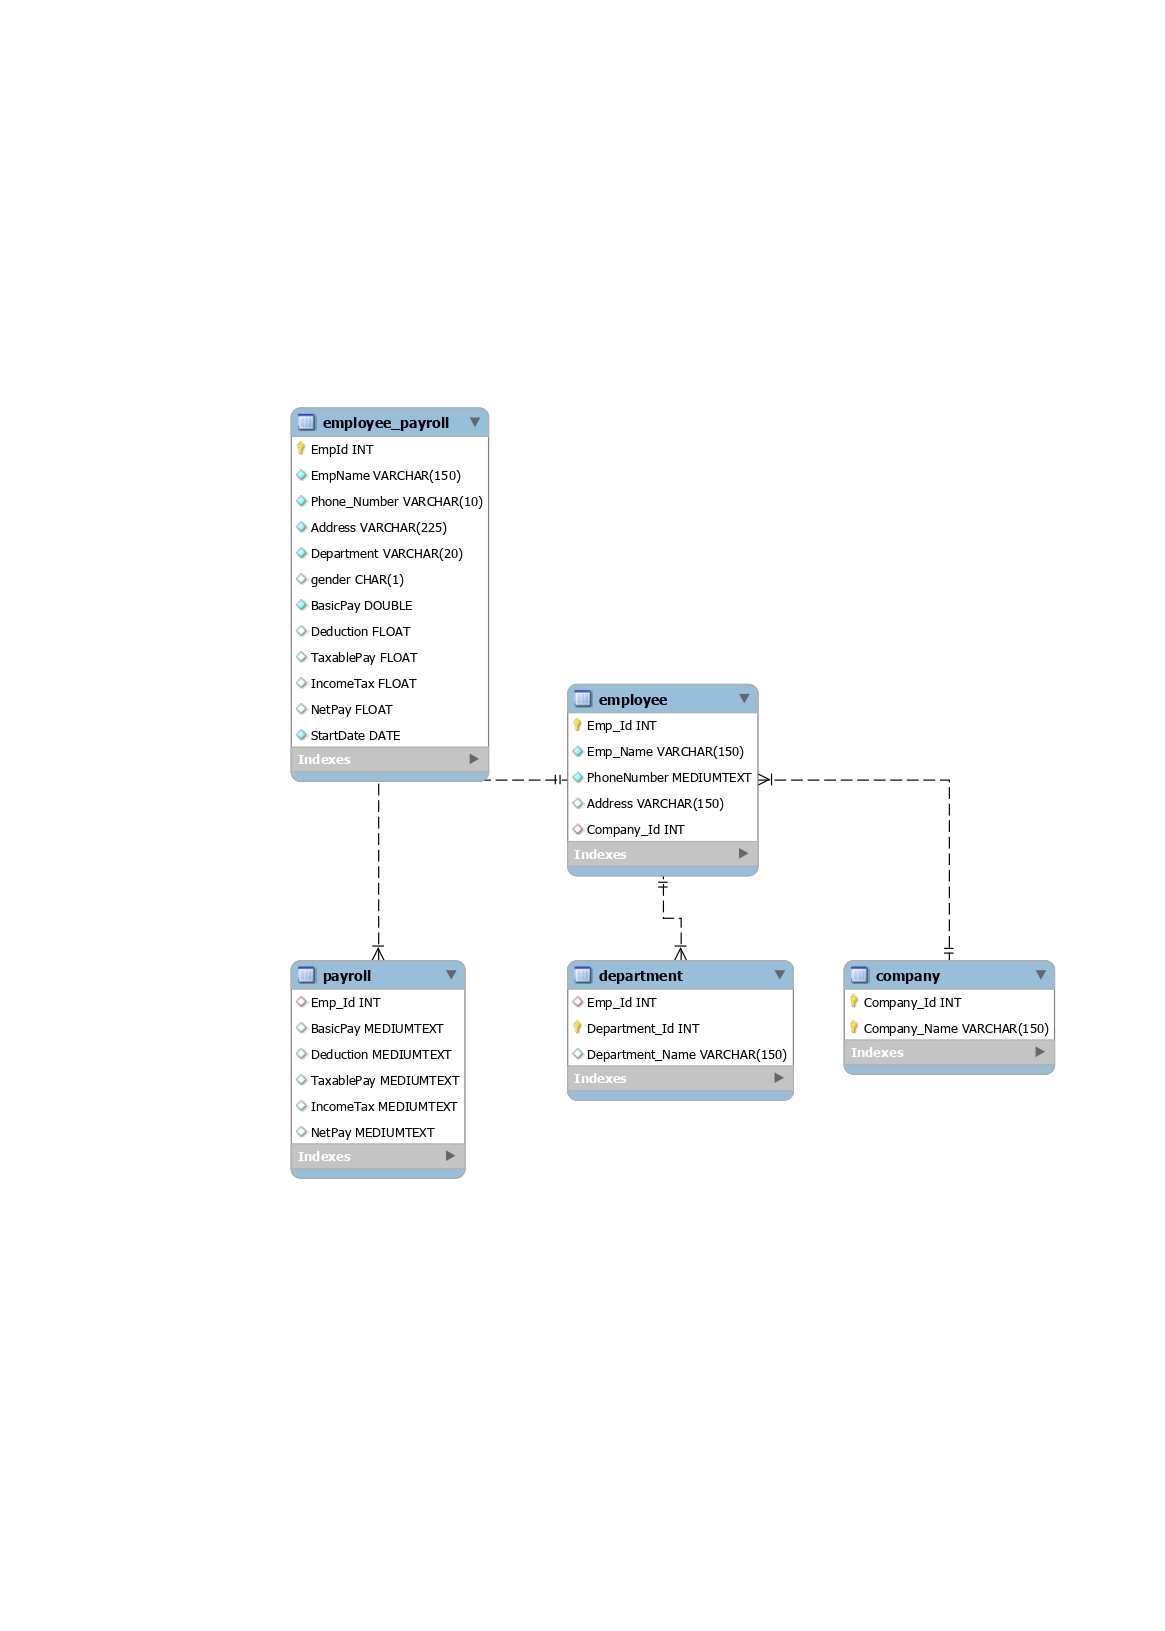 employee_payroll
EmpId INT
EmpName VARCHAR(150)
Phone_Number VARCHAR(10)
Address VARCHAR(225)
Department VARCHAR(20)
gender CHAR(1)
BasicPay DOUBLE
Deduction FLOAT
TaxablePay FLOAT
IncomeTax FLOAT
NetPay FLOAT
StartDate DATE
Indexes
employee
Emp_Id INT
Emp_Name VARCHAR(150)
PhoneNumber MEDIUMTEXT
Address VARCHAR(150)
Company_Id INT
Indexes
payroll
Emp_Id INT
BasicPay MEDIUMTEXT
Deduction MEDIUMTEXT
TaxablePay MEDIUMTEXT
IncomeTax MEDIUMTEXT
NetPay MEDIUMTEXT
Indexes
department
Emp_Id INT
Department_Id INT
Department_Name VARCHAR(150)
Indexes
company
Company_Id INT
Company_Name VARCHAR(150)
Indexes